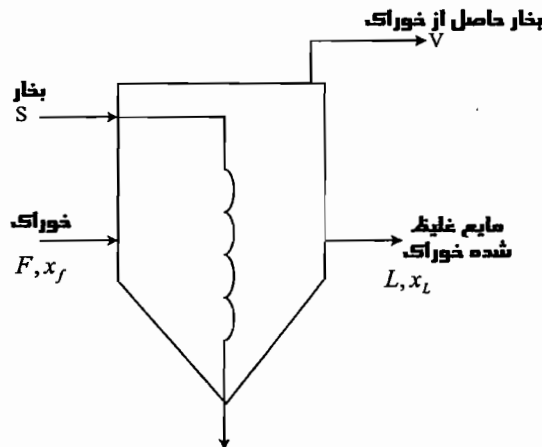 بخار حاصل از خوراک
V
بخار
S
خوراک
F, x_f
مایع غلیظ
شده خوراک
L, x_L